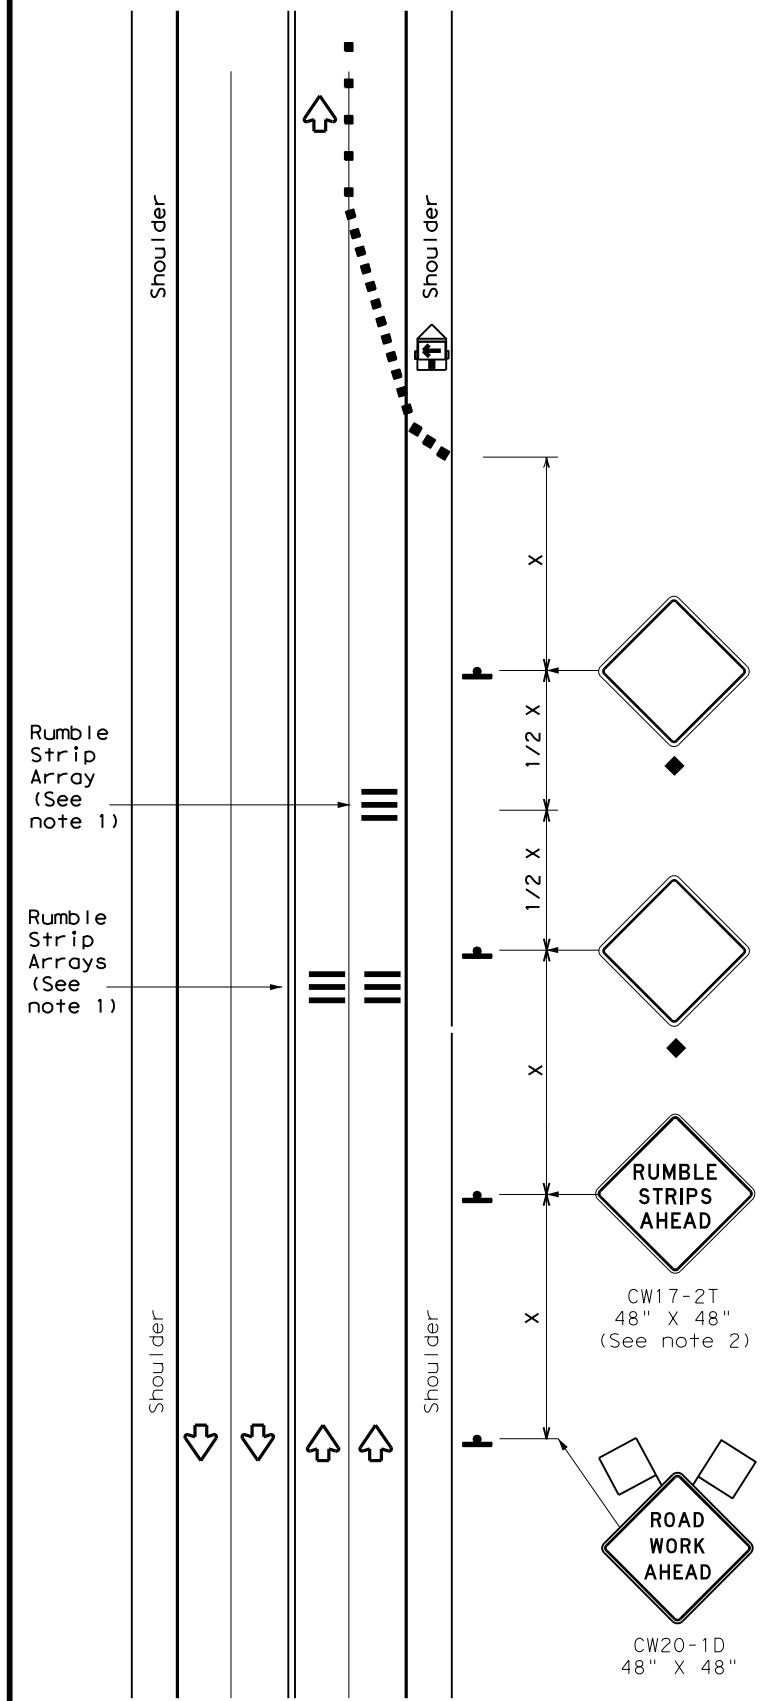 Shoulder
Shoulder
X
1/2 X
Rumble
Strip
Array
(See
note 1)
1/2 X
Rumble
Strip
Arrays
(See
note 1)
X
RUMBLE
STRIPS
AHEAD
CW17-2T
48" X 48"
(See note 2)
X
Shoulder
Shoulder
ROAD
WORK
AHEAD
CW20-1D
48" X 48"